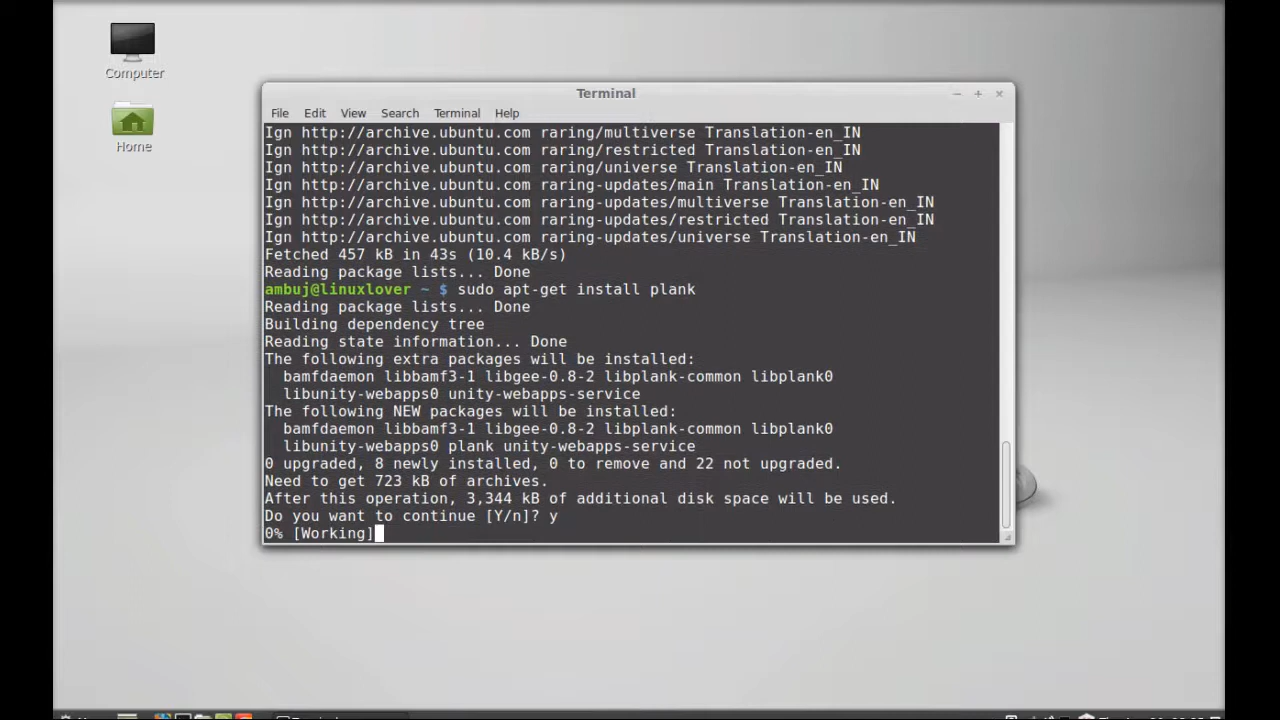 Computer
Home
Terminal
File Edit View Search Terminal Help
Ign http://archive.ubuntu.com raring/multiverse Translation-en_IN
Ign http://archive.ubuntu.com raring/restricted Translation-en_IN
Ign http://archive.ubuntu.com raring/universe Translation-en_IN
Ign http://archive.ubuntu.com raring-updates/main Translation-en_IN
Ign http://archive.ubuntu.com raring-updates/multiverse Translation-en_IN
Ign http://archive.ubuntu.com raring-updates/restricted Translation-en_IN
Ign http://archive.ubuntu.com raring-updates/universe Translation-en_IN
Fetched 457 kB in 43s (10.4 kB/s)
Reading package lists... Done
ambuj@linuxlover ~ $ sudo apt-get install plank
Reading package lists... Done
Building dependency tree
Reading state information... Done
The following extra packages will be installed:
  bamfdaemon libbamf3-1 libgee-0.8-2 libplank-common libplank0
  libunity-webapps0 unity-webapps-service
The following NEW packages will be installed:
  bamfdaemon libbamf3-1 libgee-0.8-2 libplank-common libplank0
  libunity-webapps0 plank unity-webapps-service
0 upgraded, 8 newly installed, 0 to remove and 22 not upgraded.
Need to get 723 kB of archives.
After this operation, 3,344 kB of additional disk space will be used.
Do you want to continue [Y/n]? y
0% [Working]